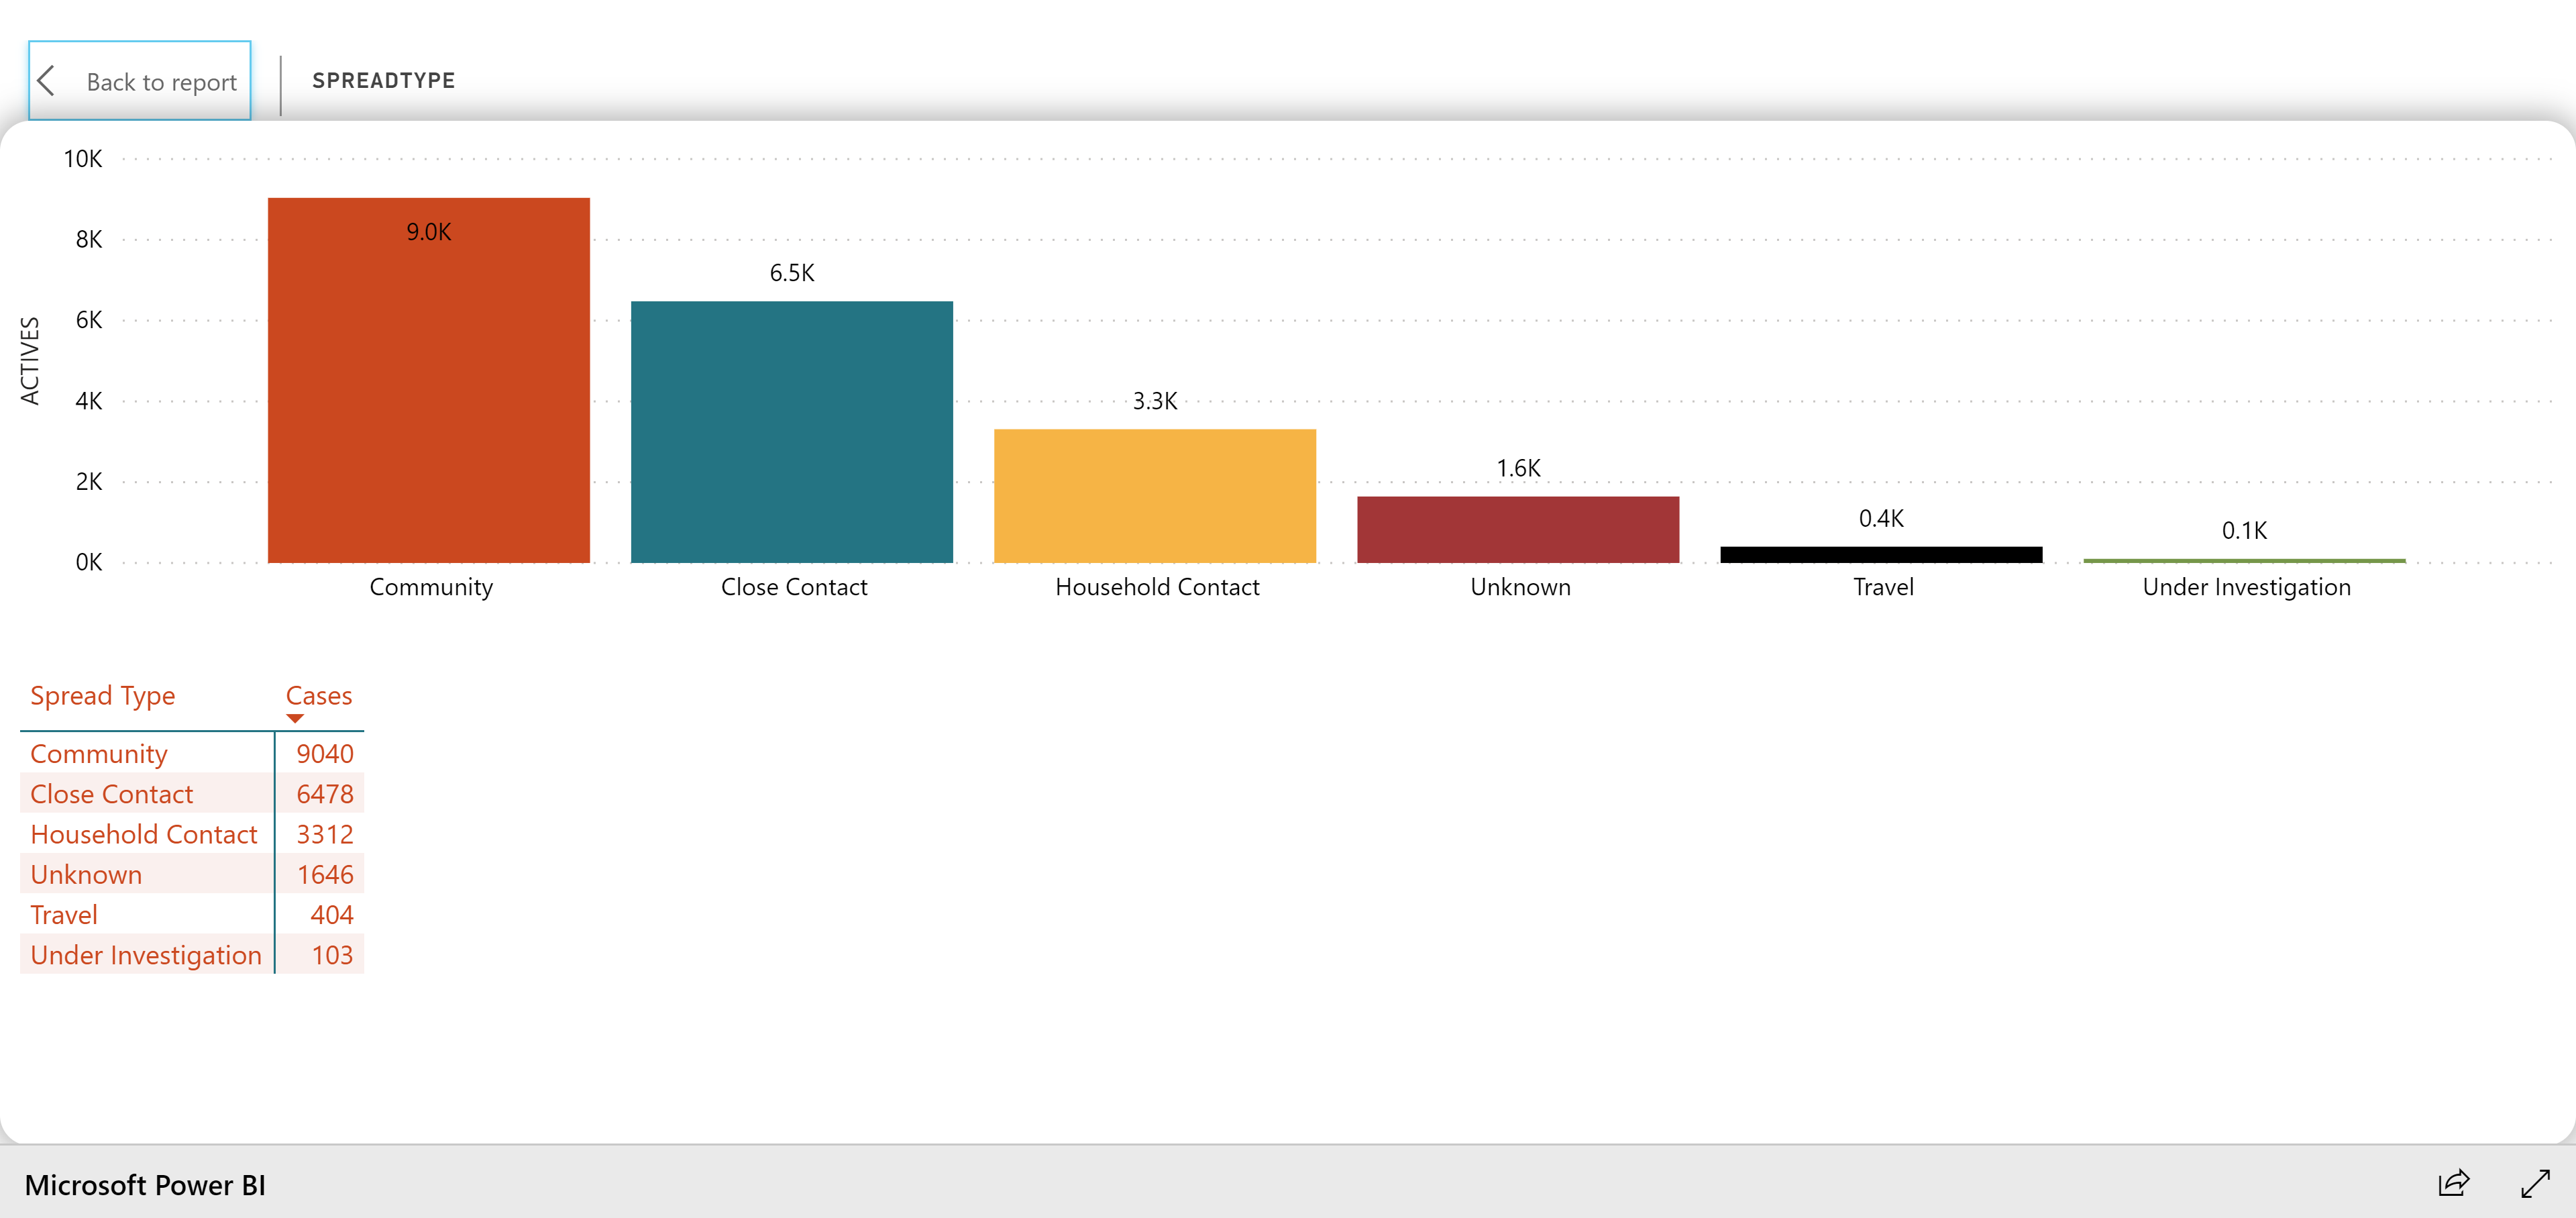 Back to report
SPREADTYPE
ACTIVES
10K
8K
6K
4K
2K
0K
9.0K
6.5K
3.3K
1.6K
0.4K
0.1K
Community
Close Contact
Household Contact
Unknown
Travel
Under Investigation
Spread Type Cases
Community 9040
Close Contact 6478
Household Contact 3312
Unknown 1646
Travel 404
Under Investigation 103
Microsoft Power BI